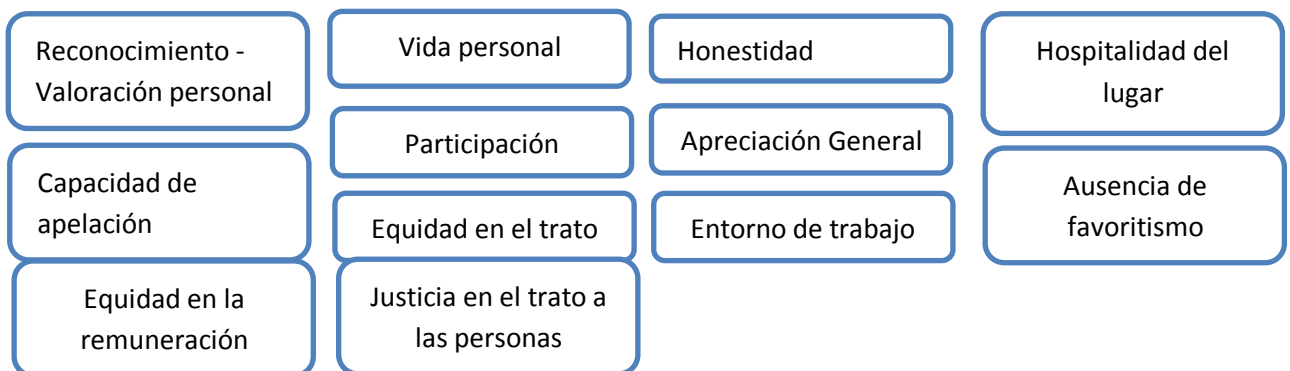 Reconocimiento -
Valoración personal
Vida personal
Honestidad
Hospitalidad del
lugar
Participación
Apreciación General
Capacidad de
apelación
Ausencia de
favoritismo
Equidad en el trato
Entorno de trabajo
Equidad en la
remuneración
Justicia en el trato a
las personas